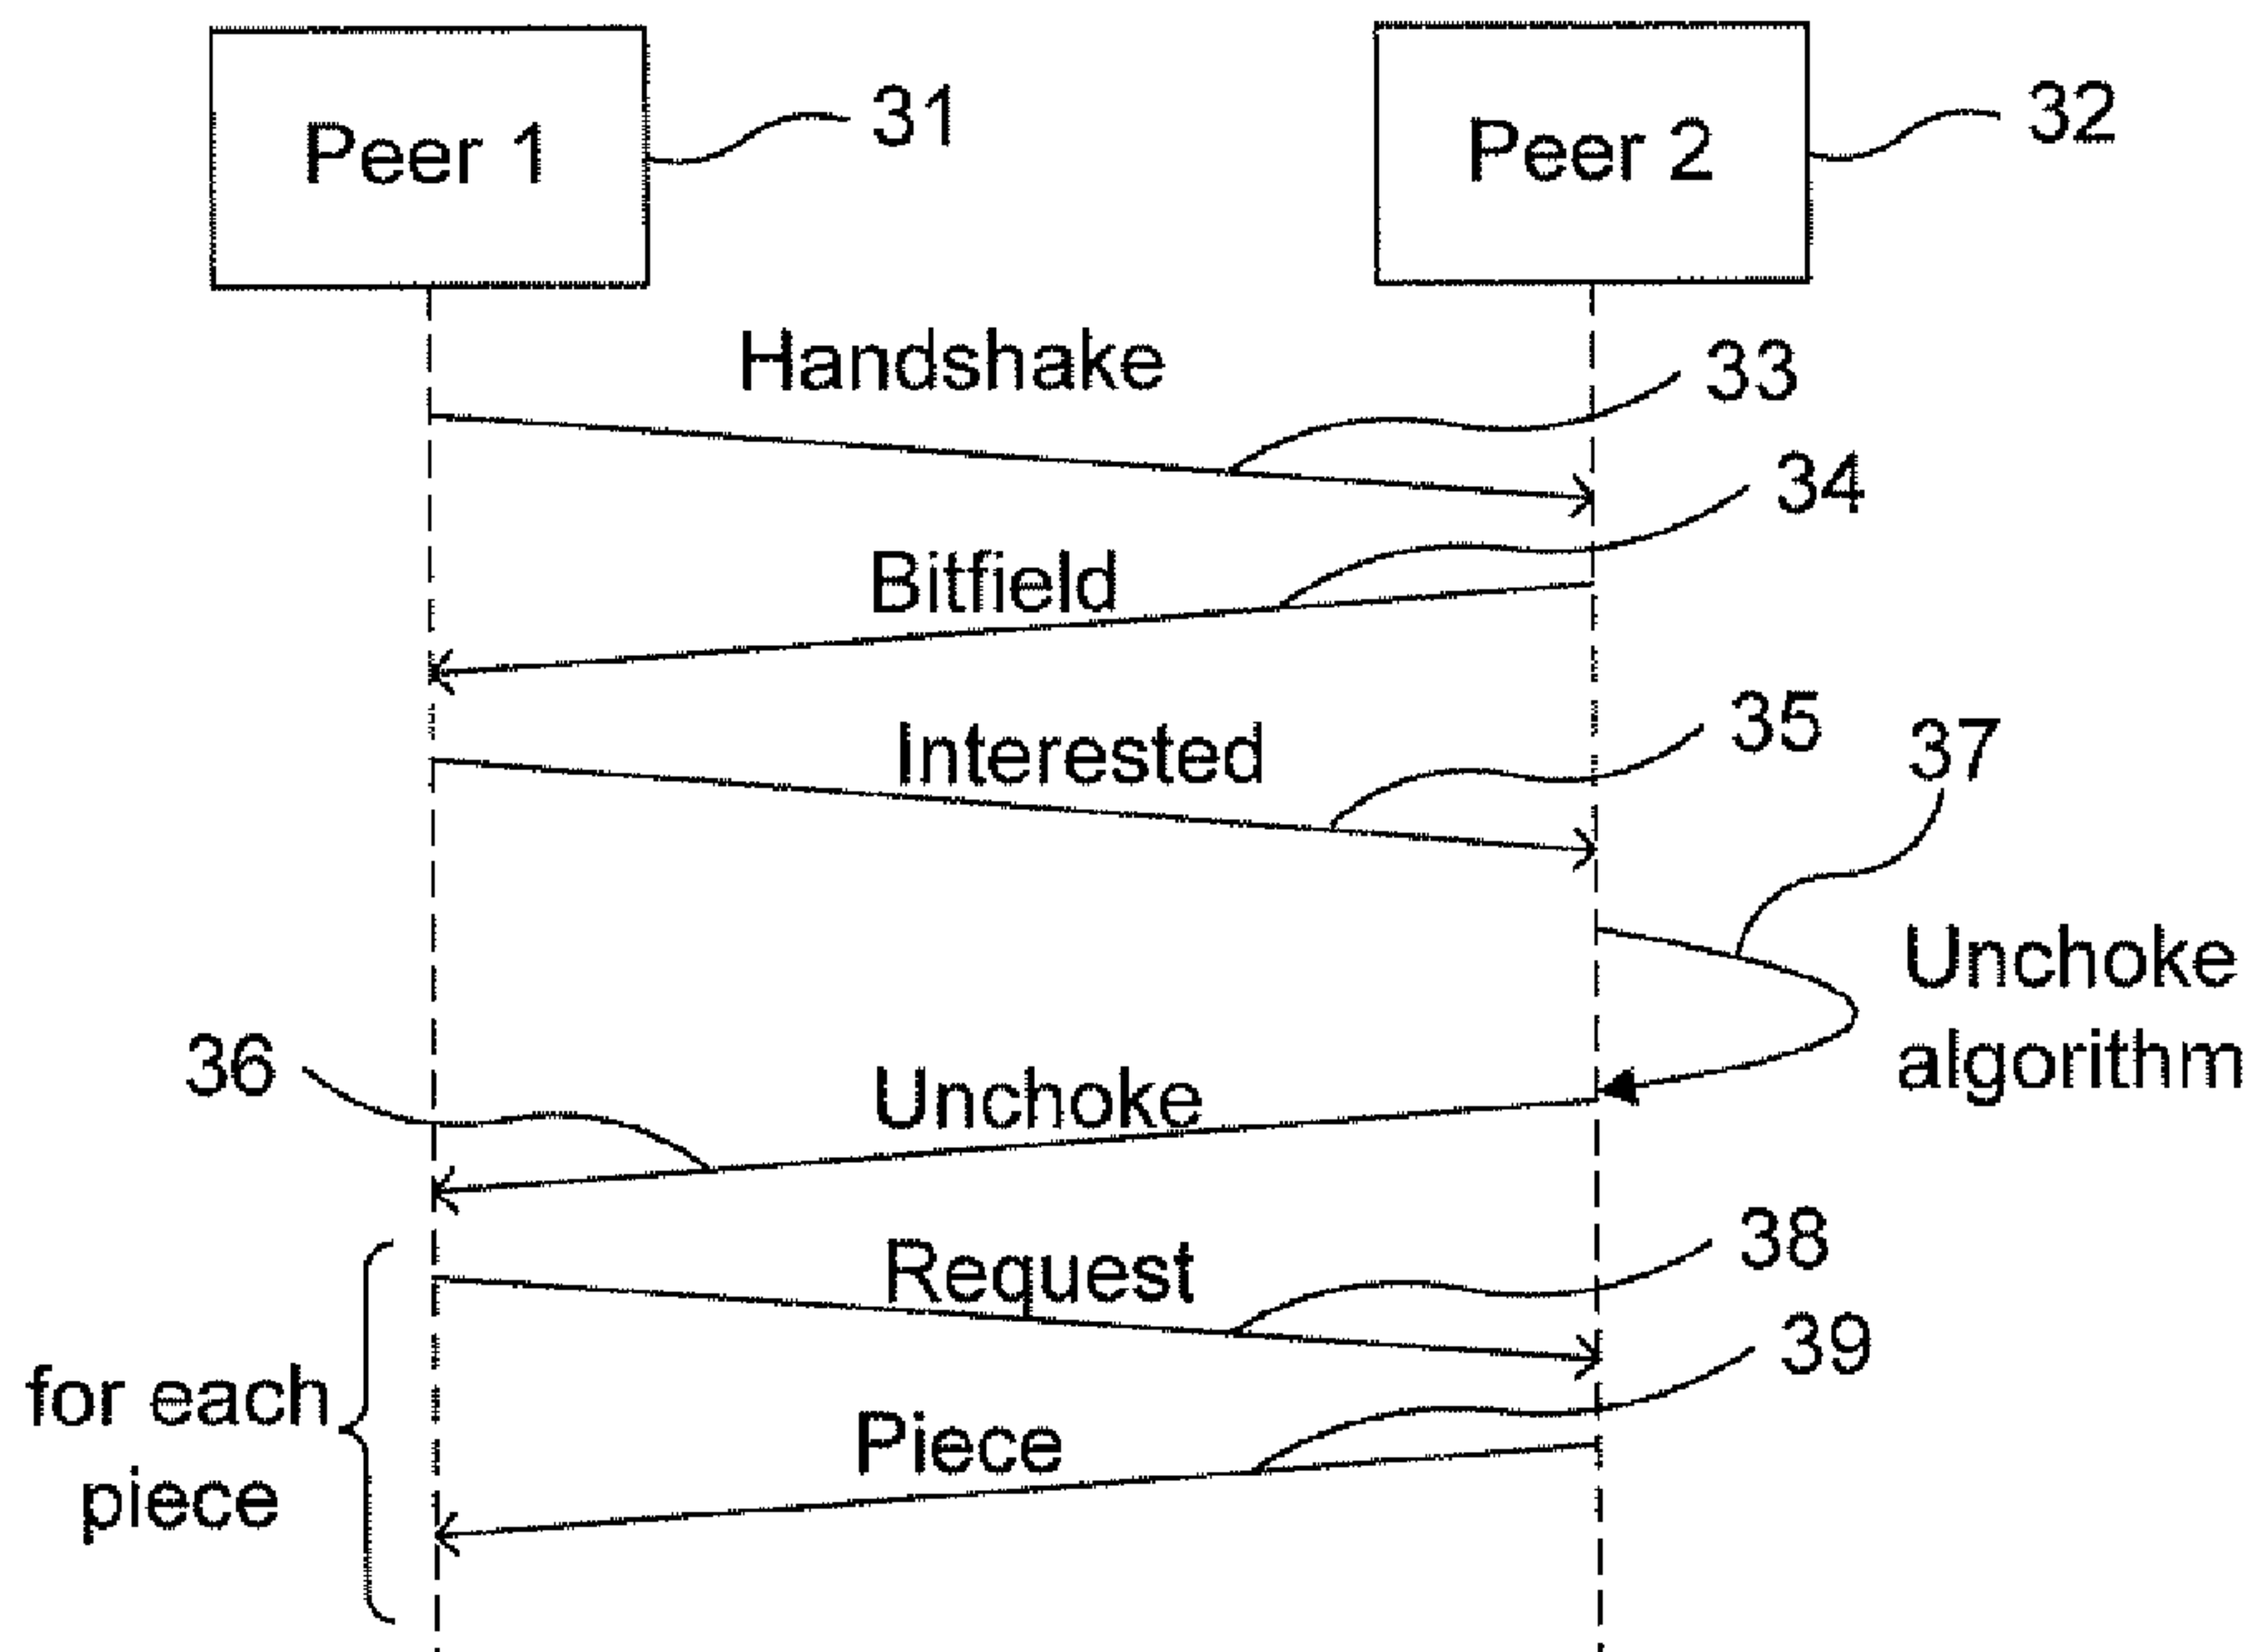 Peer 1
31
Peer 2
32
Handshake
33
34
Bitfield
Interested
35
37
Unchoke
algorithm
36
Unchoke
Request
38
39
for each
piece
Piece